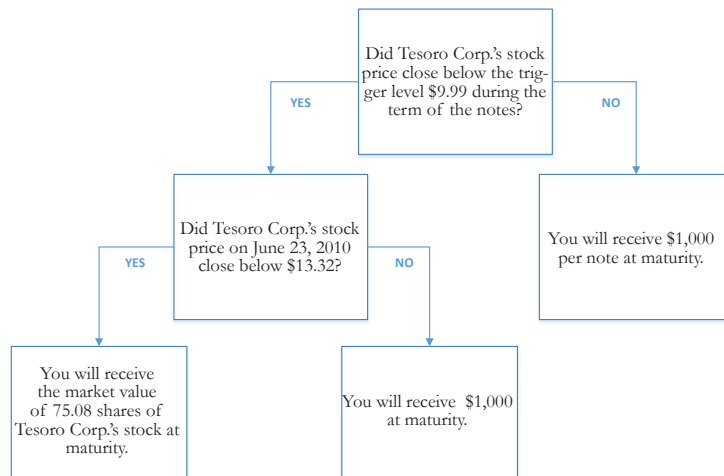 Did Tesoro Corp.'s stock
price close below the trig-
ger level $9.99 during the
term of the notes?
YES
NO
Did Tesoro Corp.'s stock
price on June 23, 2010
close below $13.32?
You will receive $1,000
per note at maturity.
YES
NO
You will receive
the market value
of 75.08 shares of
Tesoro Corp.'s stock at
maturity.
You will receive $1,000
at maturity.